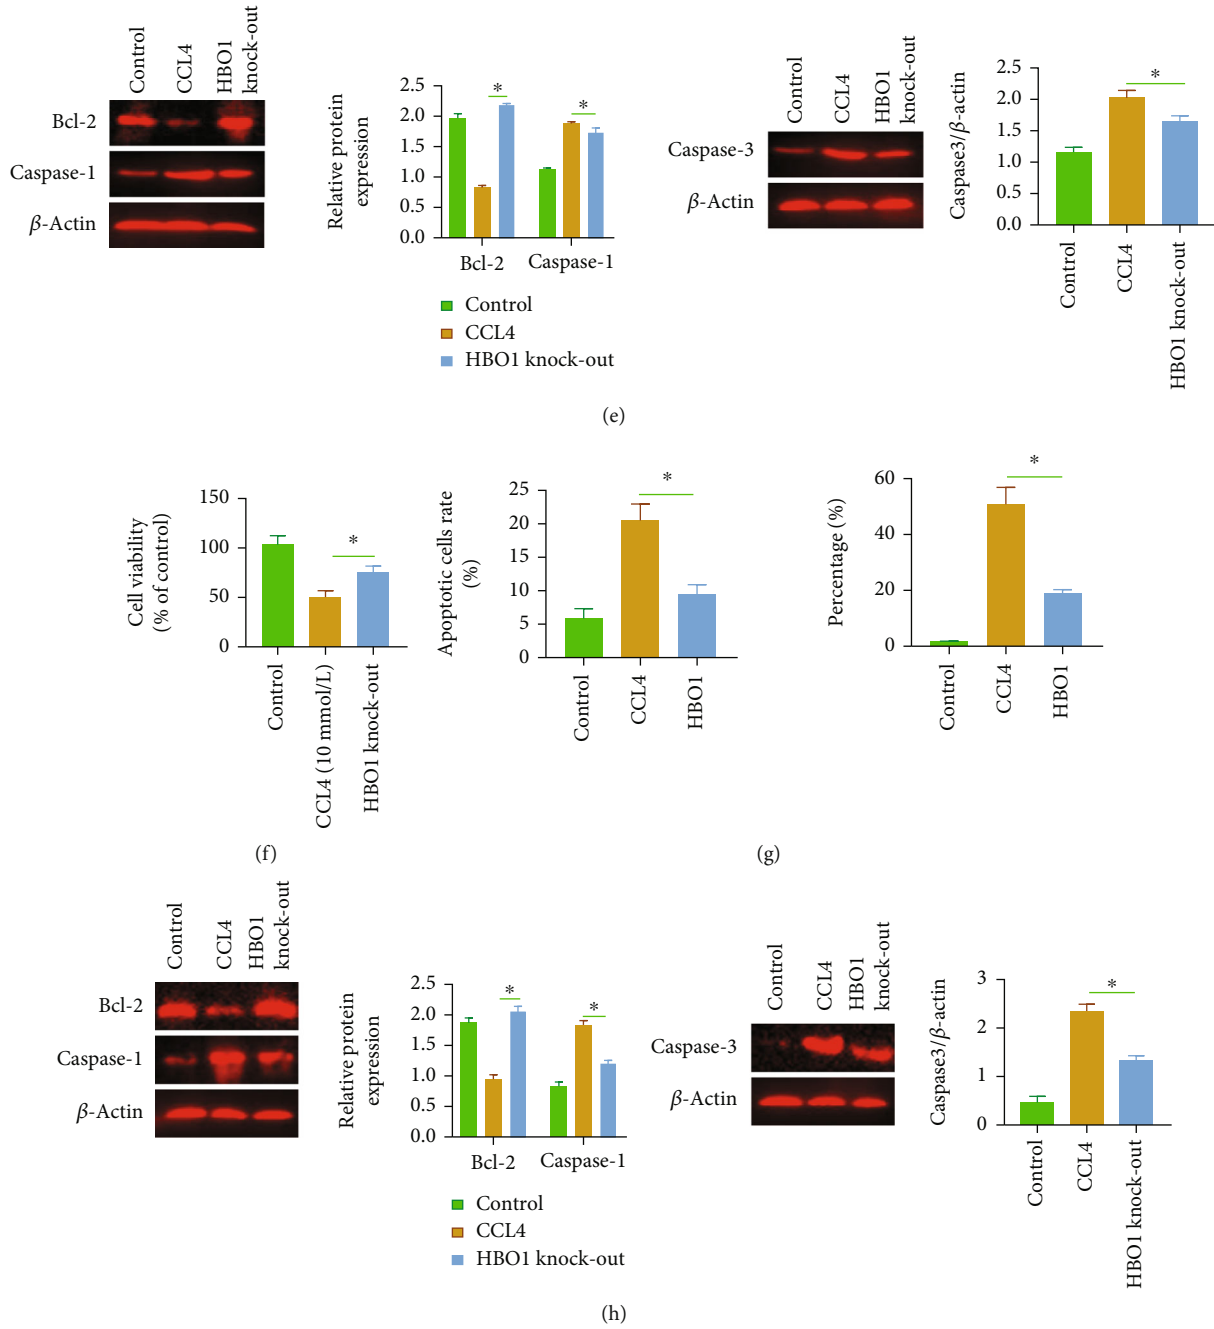 Control
CCL4
HBO1
knock-out
Bcl-2
Caspase-1
β-Actin
Relative protein
expression
2.5
2.0
1.5
1.0
0.5
0.0
*
*
Bcl-2
Caspase-1
Control
CCL4
HBO1 knock-out
Control
CCL4
HBO1
knock-out
Caspase-3
β-Actin
Caspase3/β-actin
2.5
2.0
1.5
1.0
0.5
0.0
*
Control
CCL4
HBO1 knock-out
(e)
Cell viability
(% of control)
150
100
50
0
*
Control
CCL4 (10 mmol/L)
HBO1 knock-out
(f)
Apoptotic cells rate
(%)
25
20
15
10
5
0
*
Control
CCL4
HBO1
Percentage (%)
60
40
20
0
*
Control
CCL4
HBO1
(g)
Control
CCL4
HBO1
knock-out
Bcl-2
Caspase-1
β-Actin
Relative protein
expression
2.5
2.0
1.5
1.0
0.5
0.0
*
*
Bcl-2
Caspase-1
Control
CCL4
HBO1 knock-out
Control
CCL4
HBO1
knock-out
Caspase-3
β-Actin
Caspase3/β-actin
3
2
1
0
*
Control
CCL4
HBO1 knock-out
(h)